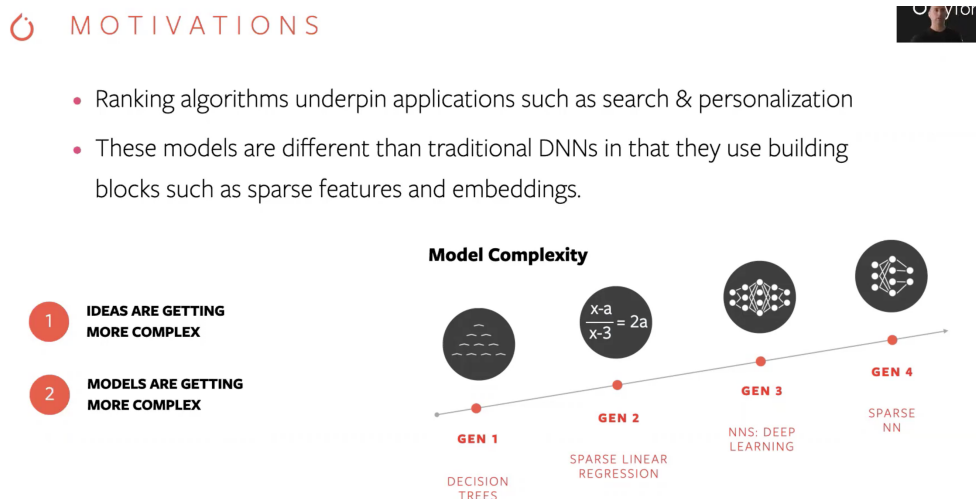 MOTIVATIONS
• Ranking algorithms underpin applications such as search & personalization
• These models are different than traditional DNNs in that they use building
blocks such as sparse features and embeddings.
Model Complexity
1
IDEAS ARE GETTING
MORE COMPLEX
2
MODELS ARE GETTING
MORE COMPLEX
x-a
x-3
= 2a
GEN 1
DECISION
TREES
GEN 2
SPARSE LINEAR
REGRESSION
GEN 3
NNS: DEEP
LEARNING
GEN 4
SPARSE
NN